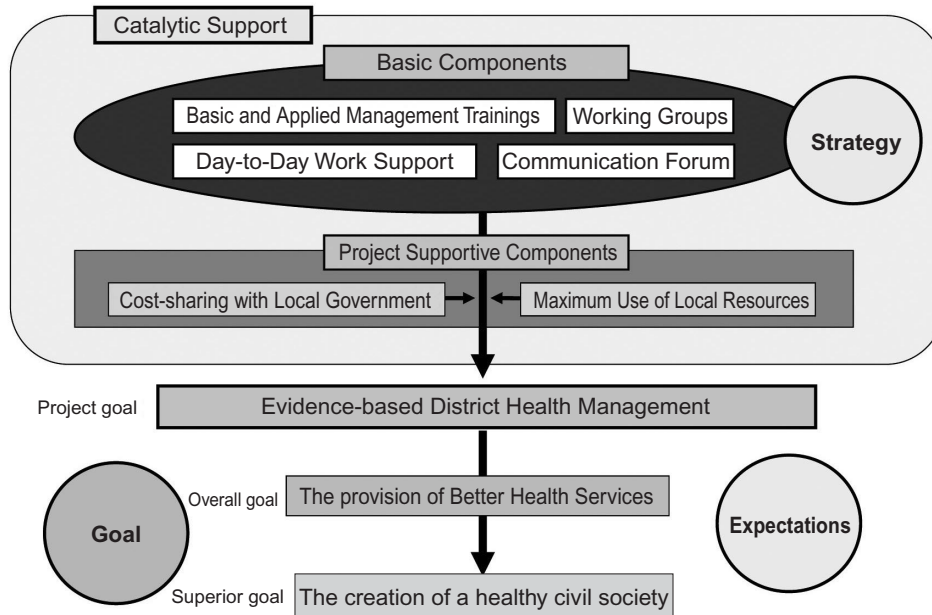 Catalytic Support
Basic Components
Basic and Applied Management Trainings
Working Groups
Strategy
Day-to-Day Work Support
Communication Forum
Project Supportive Components
Cost-sharing with Local Government
Maximum Use of Local Resources
Project goal
Evidence-based District Health Management
Overall goal
The provision of Better Health Services
Goal
Expectations
Superior goal
The creation of a healthy civil society